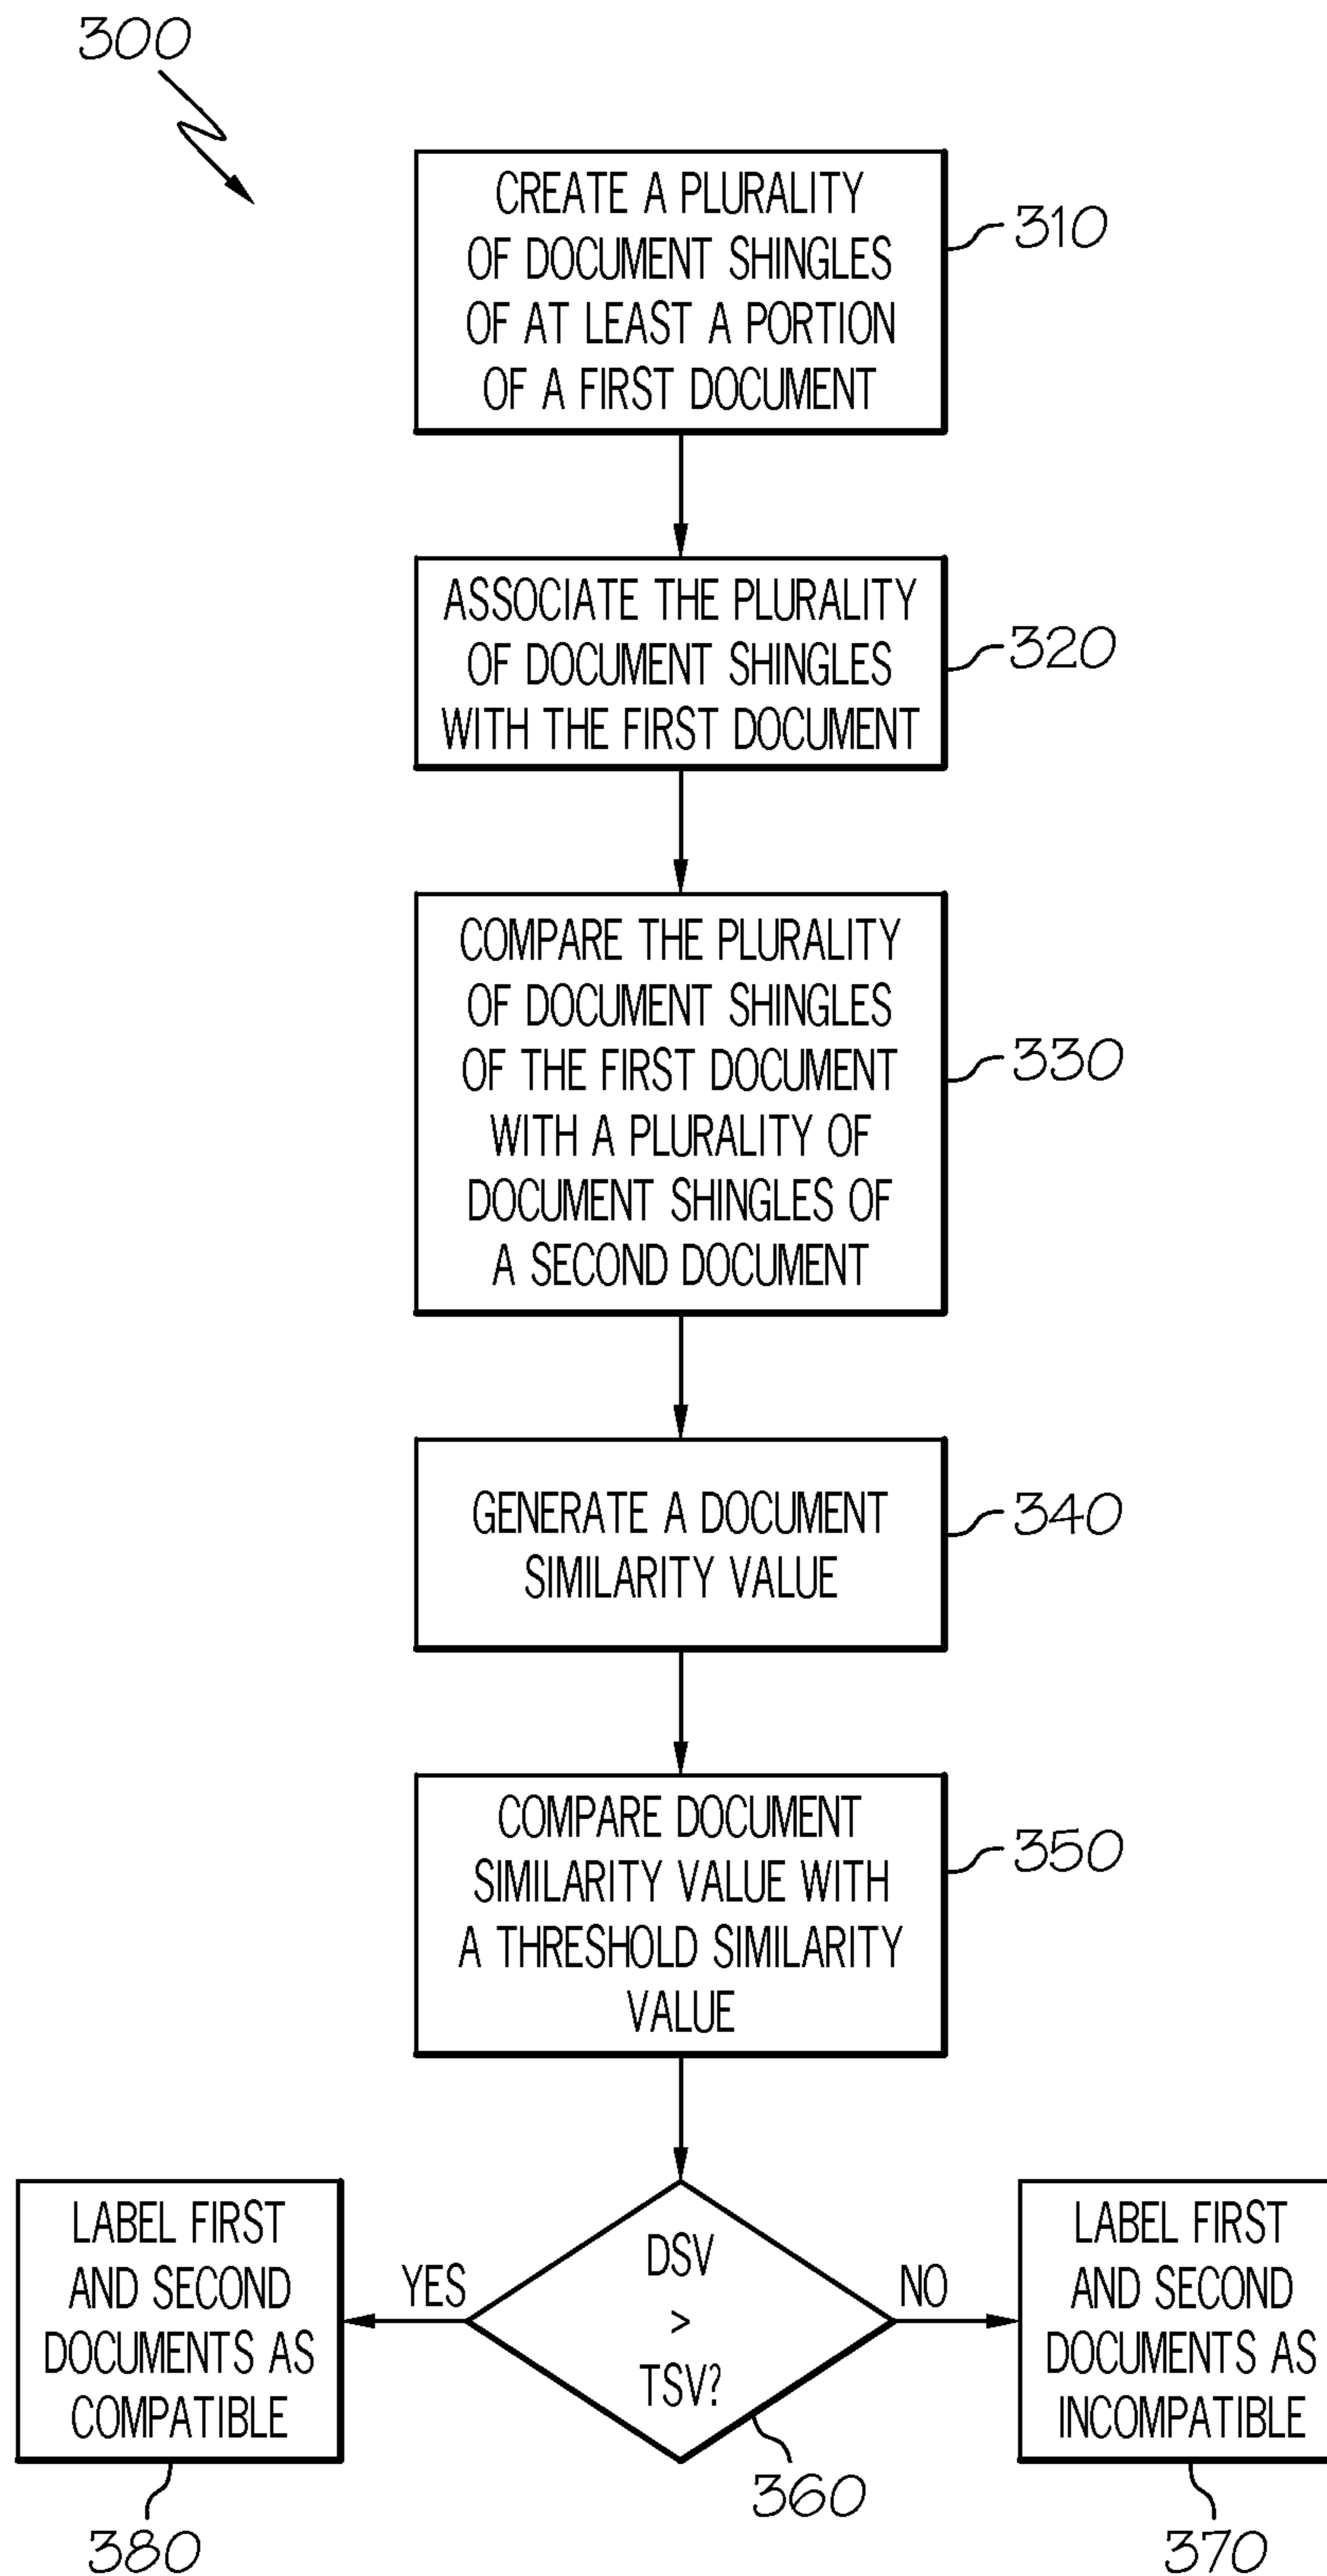 300
CREATE A PLURALITY
OF DOCUMENT SHINGLES
OF AT LEAST A PORTION
OF A FIRST DOCUMENT
310
ASSOCIATE THE PLURALITY
OF DOCUMENT SHINGLES
WITH THE FIRST DOCUMENT
320
COMPARE THE PLURALITY
OF DOCUMENT SHINGLES
OF THE FIRST DOCUMENT
WITH A PLURALITY OF
DOCUMENT SHINGLES OF
A SECOND DOCUMENT
330
GENERATE A DOCUMENT
SIMILARITY VALUE
340
COMPARE DOCUMENT
SIMILARITY VALUE WITH
A THRESHOLD SIMILARITY
VALUE
350
LABEL FIRST
AND SECOND
DOCUMENTS AS
COMPATIBLE
380
YES
DSV
>
TSV?
360
NO
LABEL FIRST
AND SECOND
DOCUMENTS AS
INCOMPATIBLE
370